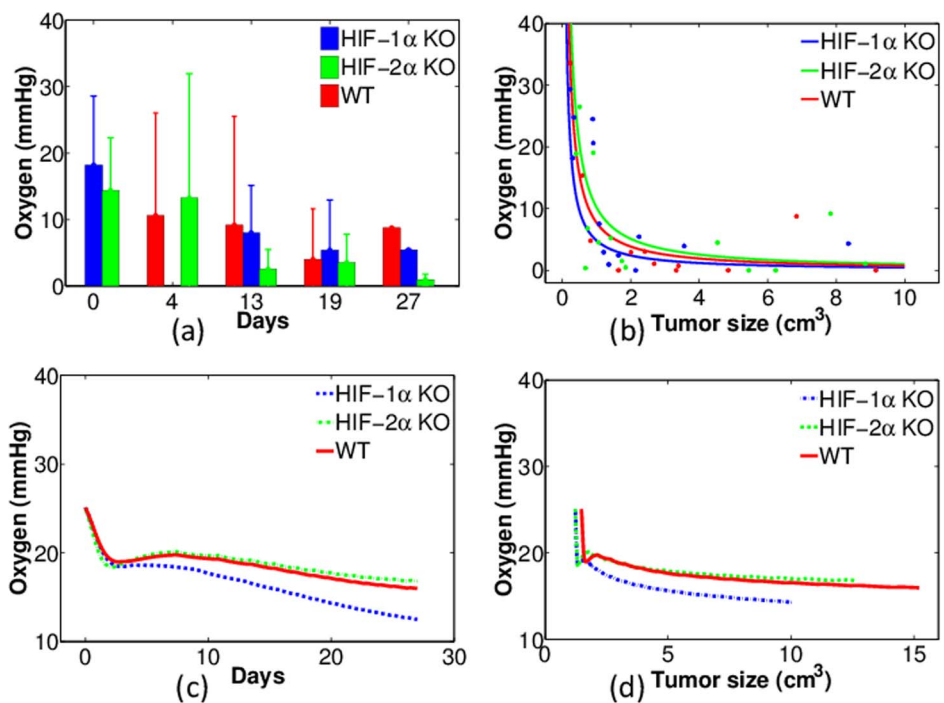 40
30
20
10
0
Oxygen (mmHg)
HIF-1α KO
HIF-2α KO
WT
0 4 13 19 27
Days
(a)
40
30
20
10
0
Oxygen (mmHg)
HIF-1α KO
HIF-2α KO
WT
0 2 4 6 8 10
Tumor size (cm³)
(b)
40
30
20
10
Oxygen (mmHg)
HIF-1α KO
HIF-2α KO
WT
0 10 20 30
Days
(c)
40
30
20
10
Oxygen (mmHg)
HIF-1α KO
HIF-2α KO
WT
0 5 10 15
Tumor size (cm³)
(d)